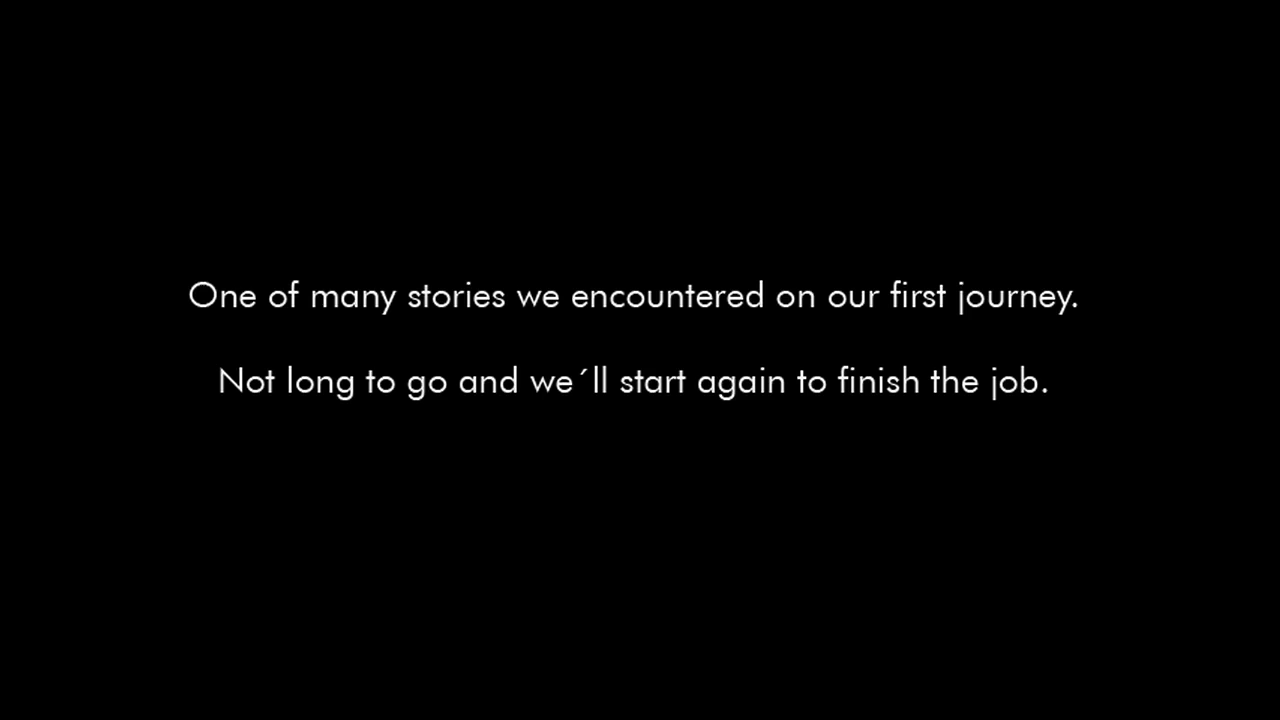 One of many stories we encountered on our first journey.
Not long to go and we´ll start again to finish the job.